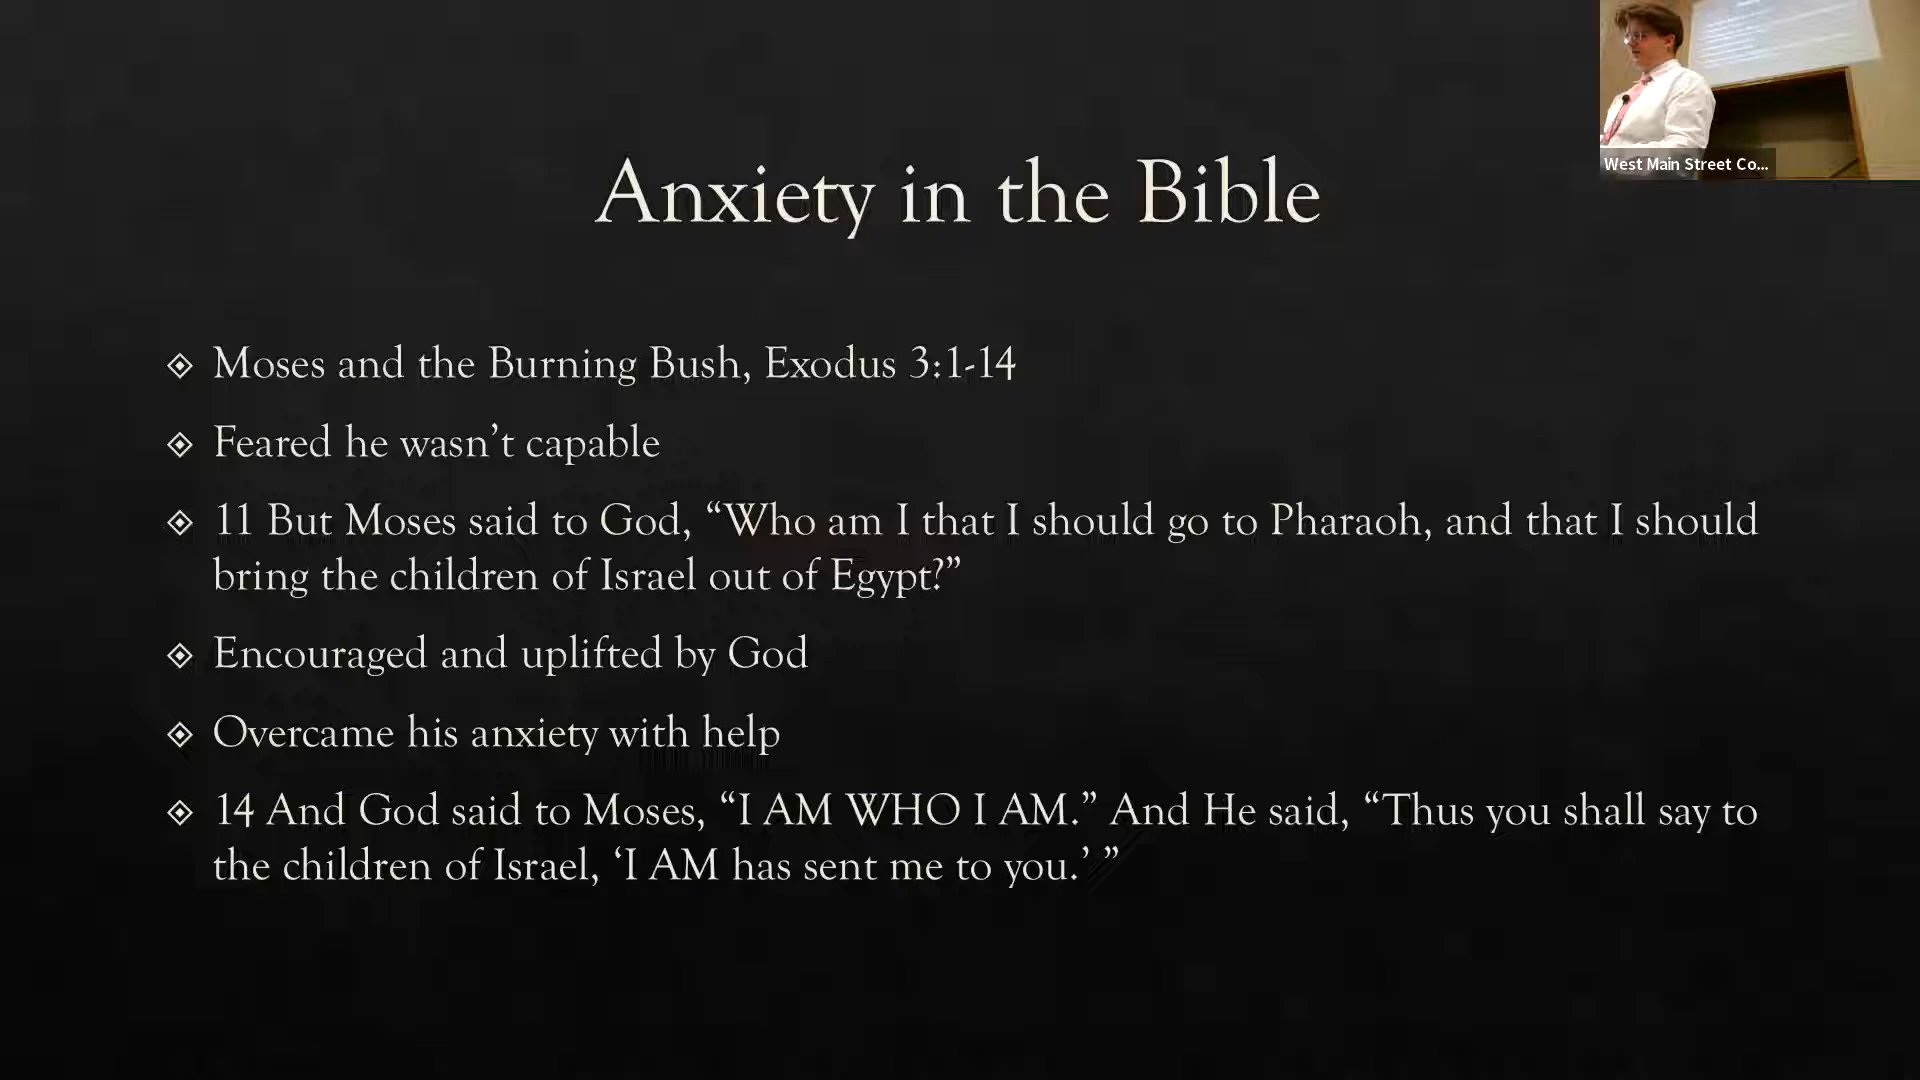 West Main Street Co...
Anxiety in the Bible
Moses and the Burning Bush, Exodus 3:1-14
Feared he wasn’t capable
11 But Moses said to God, “Who am I that I should go to Pharaoh, and that I should
bring the children of Israel out of Egypt?”
Encouraged and uplifted by God
Overcame his anxiety with help
14 And God said to Moses, “I AM WHO I AM.” And He said, “Thus you shall say to
the children of Israel, ‘I AM has sent me to you.’ ”